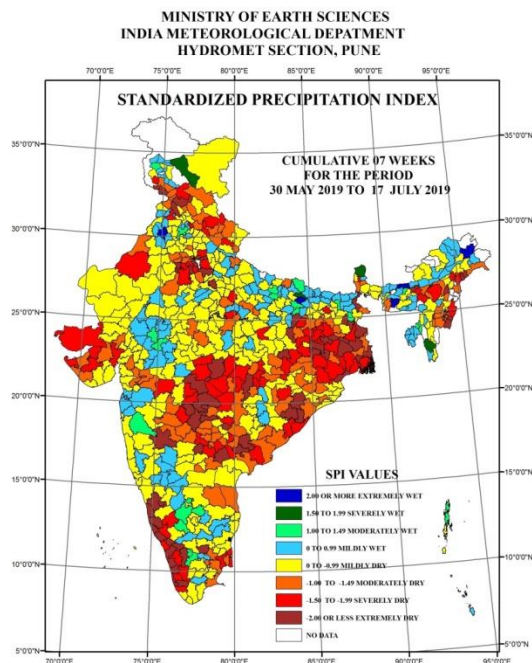 MINISTRY OF EARTH SCIENCES
INDIA METEOROLOGICAL DEPATMENT
HYDROMET SECTION, PUNE
70°0'0"E 75°0'0"E 80°0'0"E 85°0'0"E 90°0'0"E 95°0'0"E
STANDARDIZED PRECIPITATION INDEX
35°0'0"N 35°0'0"N
CUMULATIVE 07 WEEKS
FOR THE PERIOD
30 MAY 2019 TO 17 JULY 2019
30°0'0"N 30°0'0"N
25°0'0"N 25°0'0"N
20°0'0"N 20°0'0"N
15°0'0"N 15°0'0"N
SPI VALUES
2.00 OR MORE EXTREMELY WET
1.50 TO 1.99 SEVERELY WET
1.00 TO 1.49 MODERATELY WET
0 TO 0.99 MILDLY WET
0 TO -0.99 MILDLY DRY
-1.00 TO -1.49 MODERATELY DRY
-1.50 TO -1.99 SEVERELY DRY
-2.00 OR LESS EXTREMELY DRY
NO DATA
10°0'0"N 10°0'0"N
5°0'0"N 5°0'0"N
70°0'0"E 75°0'0"E 80°0'0"E 85°0'0"E 90°0'0"E 95°0'0"E